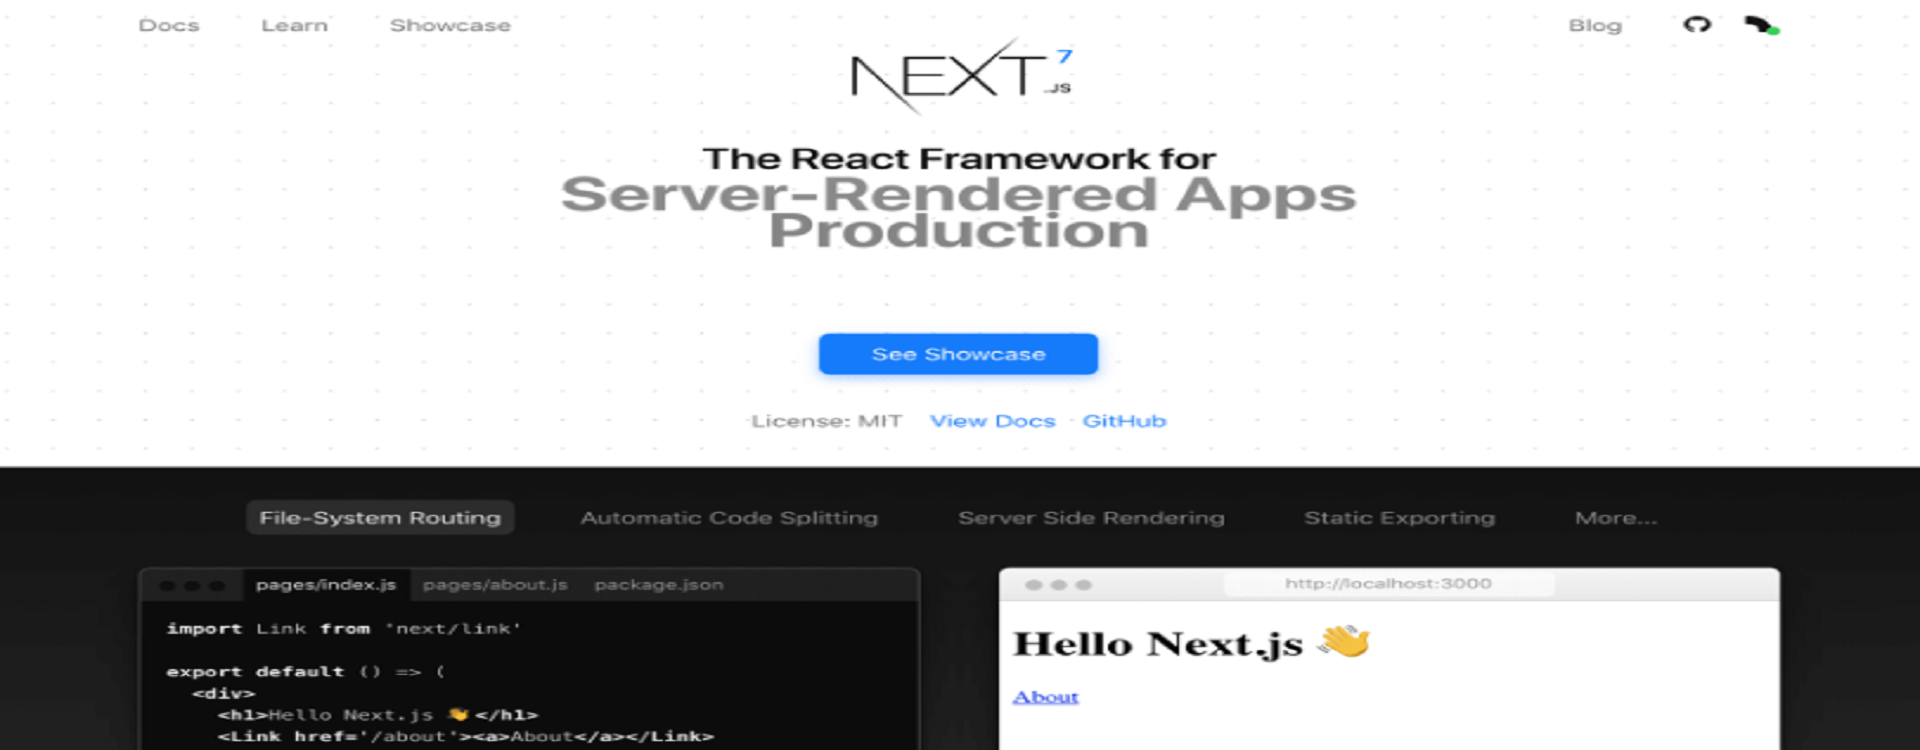 Docs Learn Showcase Blog
NEXT 7
.JS
The React Framework for
Server-Rendered Apps
Production
See Showcase
License: MIT View Docs · GitHub
File-System Routing Automatic Code Splitting Server Side Rendering Static Exporting More...
pages/index.js pages/about.js package.json
import Link from 'next/link'
export default () => (
<div>
<h1>Hello Next.js 👋</h1>
<Link href='/about'><a>About</a></Link>
http://localhost:3000
Hello Next.js 👋
About